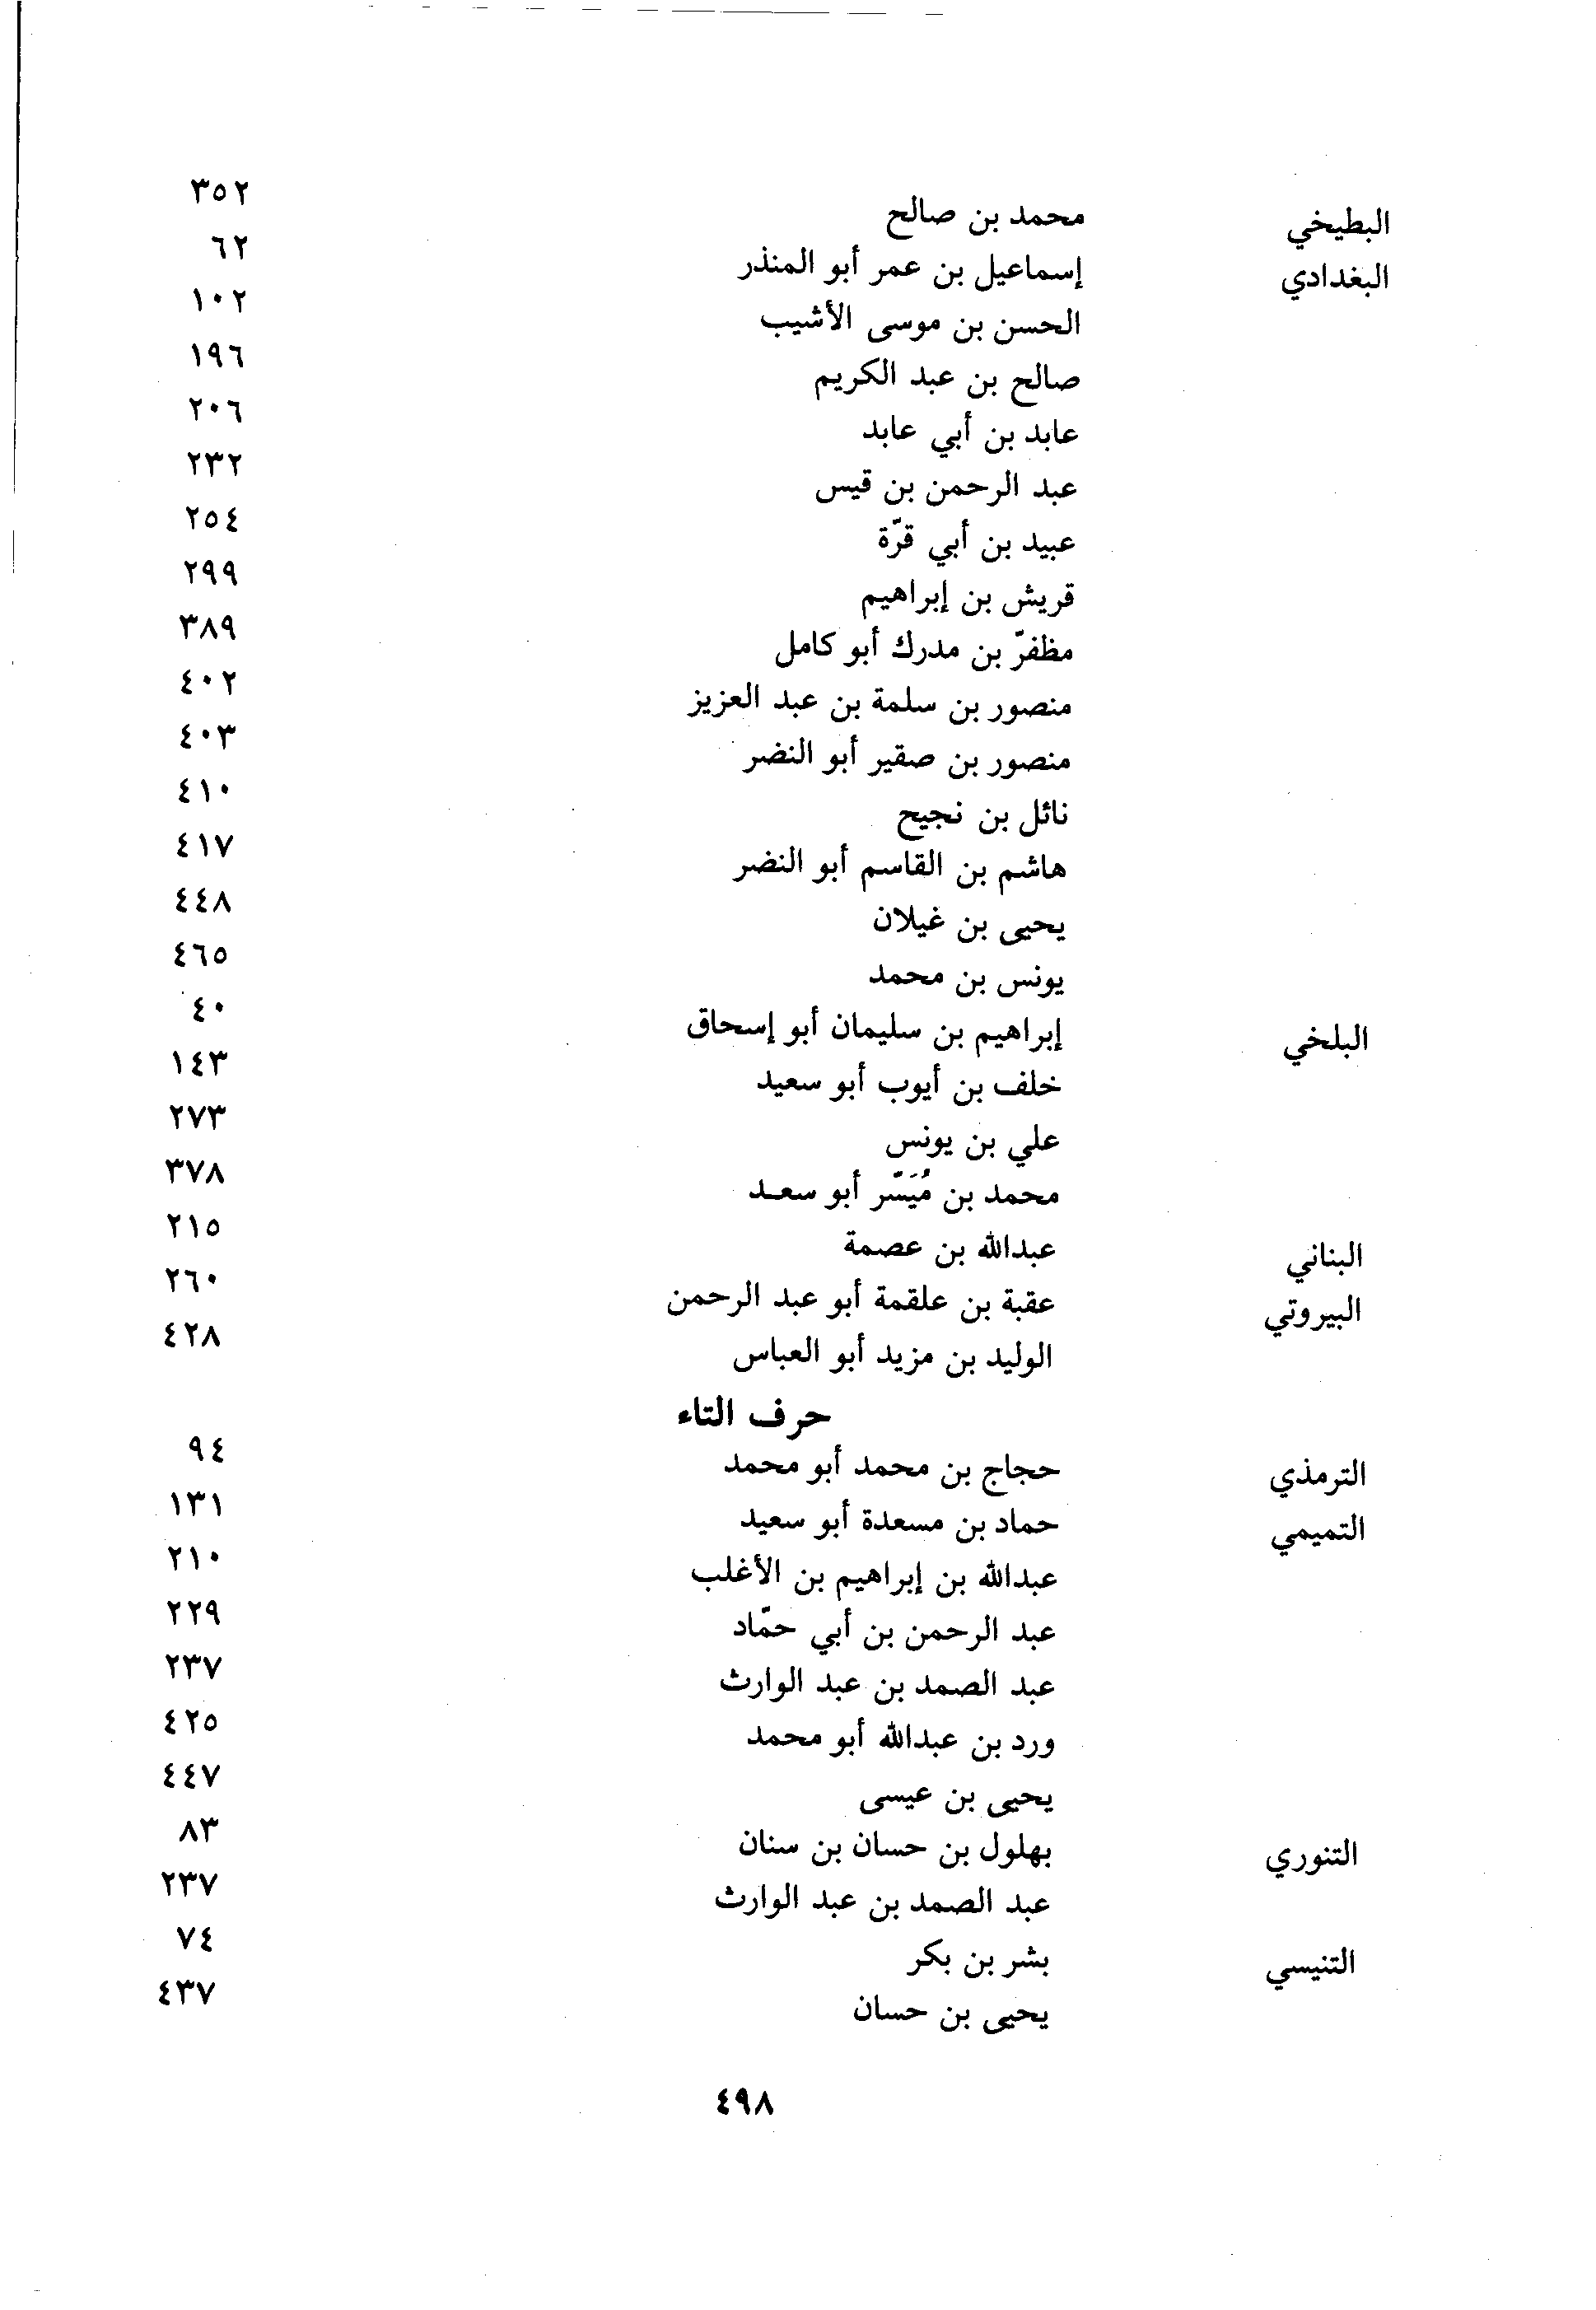 البطيخي محمد بن صالح ٣٥٢
البغدادي إسماعيل بن عمر أبو المنذر ٦٢
الحسن بن موسى الأشيب ١٠٢
صالح بن عبد الكريم ١٩٦
عابد بن أبي عابد ٢٠٦
عبد الرحمن بن قيس ٢٣٢
عبيد بن أبي قرّة ٢٥٤
قريش بن إبراهيم ٢٩٩
مظفرّ بن مدرك أبو كامل ٣٨٩
منصور بن سلمة بن عبد العزيز ٤٠٢
منصور بن صقير أبو النضر ٤٠٣
نائل بن نجيح ٤١٠
هاشم بن القاسم أبو النضر ٤١٧
يحيى بن غيلان ٤٤٨
يونس بن محمد ٤٦٥
البلخي إبراهيم بن سليمان أبو إسحاق ٤٠
خلف بن أيوب أبو سعيد ١٤٣
علي بن يونس ٢٧٣
محمد بن مُيَسّر أبو سعـد ٣٧٨
البناني عبدالله بن عصمة ٢١٥
البيروتي عقبة بن علقمة أبو عبد الرحمن ٢٦٠
الوليد بن مزيد أبو العباس ٤٢٨
حرف التاء
الترمذي حجاج بن محمد أبو محمد ٩٤
التميمي حماد بن مسعدة أبو سعيد ١٣١
عبدالله بن إبراهيم بن الأغلب ٢١٠
عبد الرحمن بن أبي حمّاد ٢٢٩
عبد الصمد بن عبد الوارث ٢٣٧
ورد بن عبدالله أبو محمد ٤٢٥
يحيى بن عيسى ٤٤٧
التنوري بهلول بن حسان بن سنان ٨٣
عبد الصمد بن عبد الوارث ٢٣٧
التنيسي بشر بن بكر ٧٤
يحيى بن حسان ٤٣٧
٤٩٨